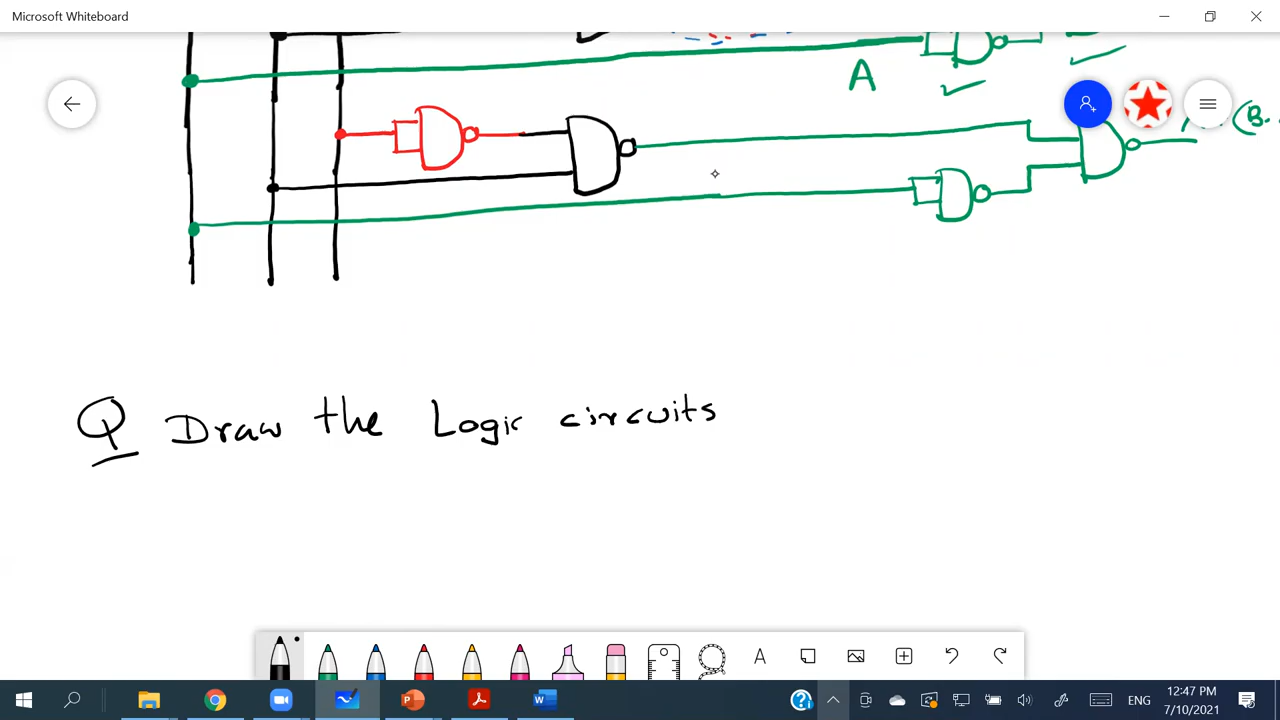 Microsoft Whiteboard
A
(B.
Q Draw the Logic circuits
A
ENG
12:47 PM
7/10/2021